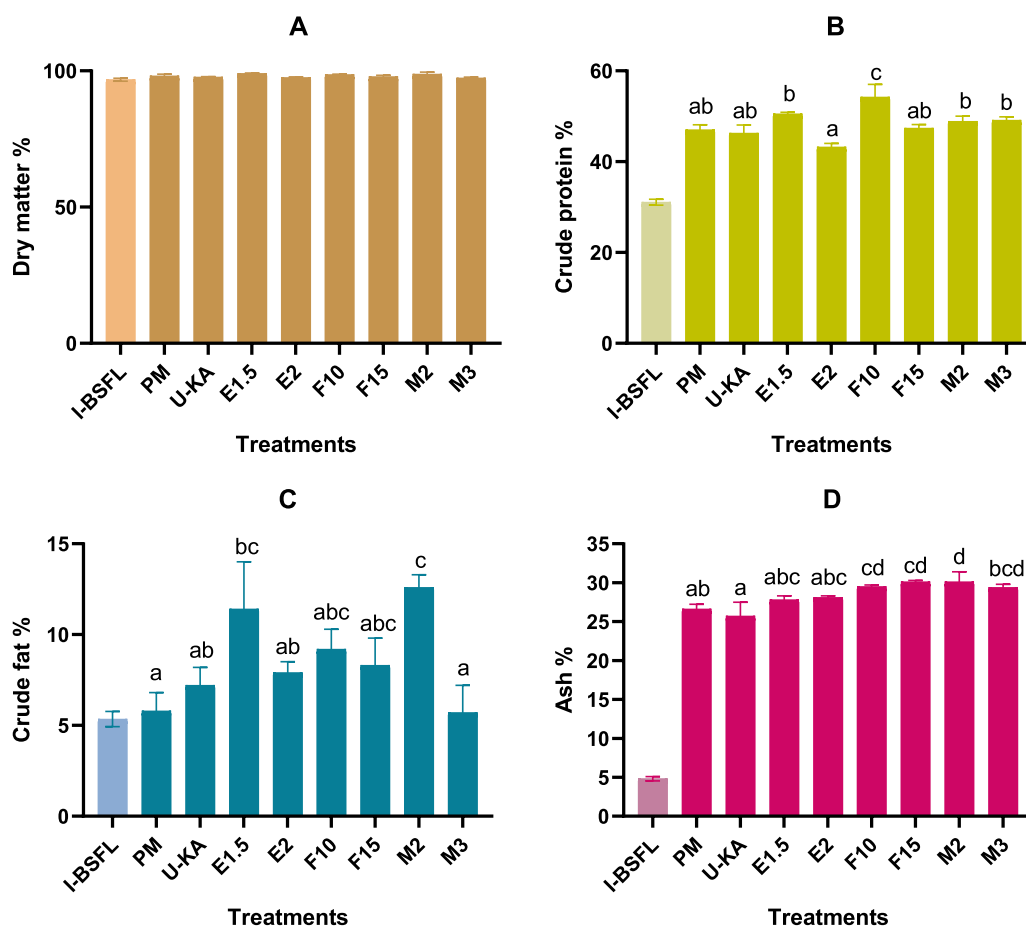 A
Dry matter %
100
50
0
I-BSFL
PM
U-KA
E1.5
E2
F10
F15
M2
M3
Treatments
B
Crude protein %
60
40
20
0
ab
ab
b
a
c
ab
b
b
I-BSFL
PM
U-KA
E1.5
E2
F10
F15
M2
M3
Treatments
C
Crude fat %
15
10
5
0
a
ab
bc
ab
abc
abc
c
a
I-BSFL
PM
U-KA
E1.5
E2
F10
F15
M2
M3
Treatments
D
Ash %
35
30
25
20
15
10
5
0
ab
a
abc
abc
cd
cd
d
bcd
I-BSFL
PM
U-KA
E1.5
E2
F10
F15
M2
M3
Treatments